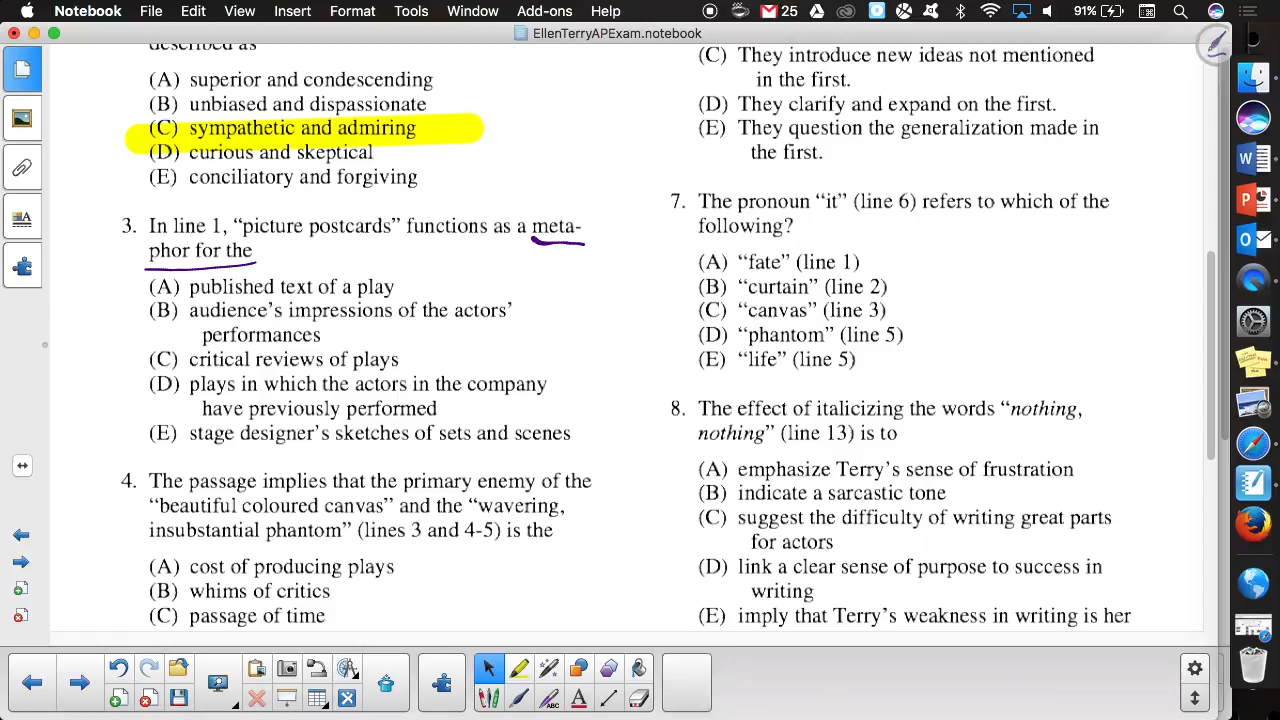 Notebook File Edit View Insert Format Tools Window Add-ons Help 25 91%
EllenTerryAPExam.notebook
described as
(A) superior and condescending
(B) unbiased and dispassionate
(C) sympathetic and admiring
(D) curious and skeptical
(E) conciliatory and forgiving
3. In line 1, “picture postcards” functions as a meta-
phor for the
(A) published text of a play
(B) audience’s impressions of the actors’
performances
(C) critical reviews of plays
(D) plays in which the actors in the company
have previously performed
(E) stage designer’s sketches of sets and scenes
4. The passage implies that the primary enemy of the
“beautiful coloured canvas” and the “wavering,
insubstantial phantom” (lines 3 and 4-5) is the
(A) cost of producing plays
(B) whims of critics
(C) passage of time
(C) They introduce new ideas not mentioned
in the first.
(D) They clarify and expand on the first.
(E) They question the generalization made in
the first.
7. The pronoun “it” (line 6) refers to which of the
following?
(A) “fate” (line 1)
(B) “curtain” (line 2)
(C) “canvas” (line 3)
(D) “phantom” (line 5)
(E) “life” (line 5)
8. The effect of italicizing the words “nothing,
nothing” (line 13) is to
(A) emphasize Terry’s sense of frustration
(B) indicate a sarcastic tone
(C) suggest the difficulty of writing great parts
for actors
(D) link a clear sense of purpose to success in
writing
(E) imply that Terry’s weakness in writing is her